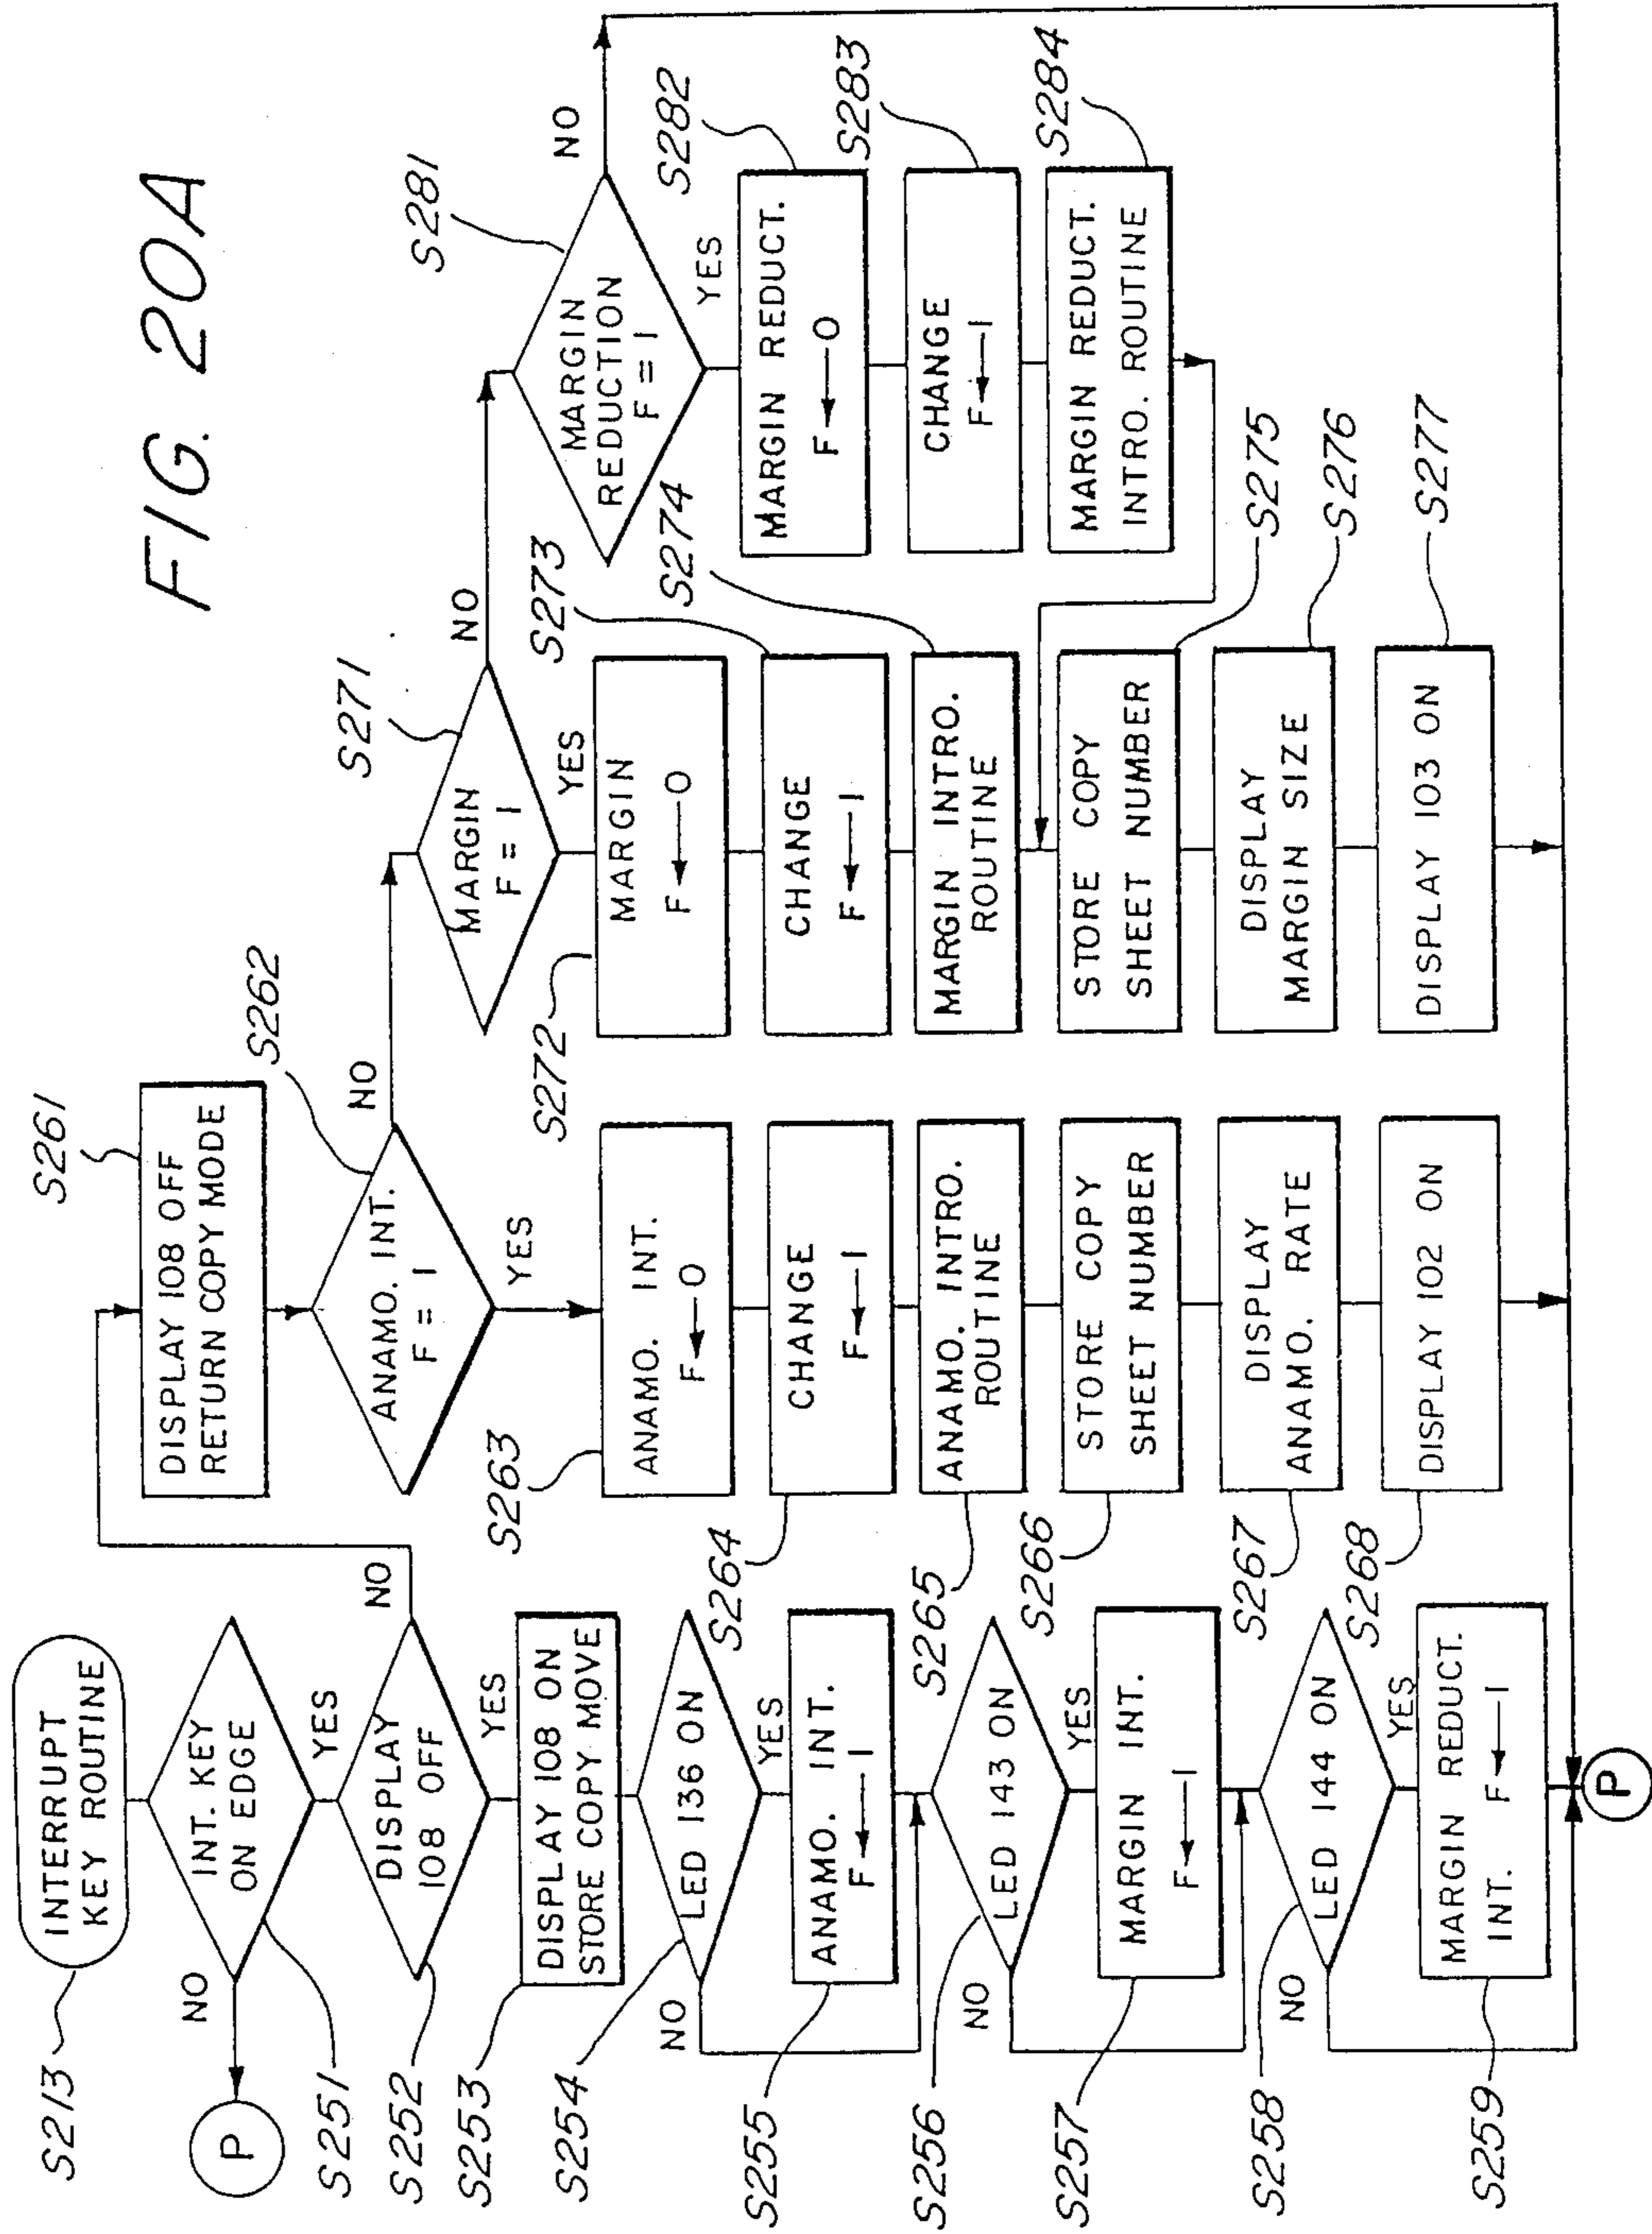 FIG. 20A
S213
INTERRUPT
KEY ROUTINE
S251
INT. KEY
ON EDGE
NO
P
YES
S252
DISPLAY
108 OFF
NO
YES
S253
DISPLAY 108 ON
STORE COPY MOVE
S254
LED 136 ON
NO
YES
S255
ANAMO. INT.
F ← 1
S256
LED 143 ON
NO
YES
S257
MARGIN INT.
F ← 1
S258
LED 144 ON
NO
YES
S259
MARGIN REDUCT.
INT. F ← 1
P
S261
DISPLAY 108 OFF
RETURN COPY MODE
S262
ANAMO. INT.
F = 1
NO
YES
S263
ANAMO. INT.
F ← 0
S264
CHANGE
F ← 1
S265
ANAMO. INTRO.
ROUTINE
S266
STORE COPY
SHEET NUMBER
S267
DISPLAY
ANAMO. RATE
S268
DISPLAY 102 ON
S271
MARGIN
F = 1
NO
YES
S272
MARGIN
F ← 0
S273
CHANGE
F ← 1
S274
MARGIN INTRO.
ROUTINE
S275
STORE COPY
SHEET NUMBER
S276
DISPLAY
MARGIN SIZE
S277
DISPLAY 103 ON
S281
MARGIN
REDUCTION
F = 1
NO
YES
S282
MARGIN REDUCT.
F ← 0
S283
CHANGE
F ← 1
S284
MARGIN REDUCT.
INTRO. ROUTINE